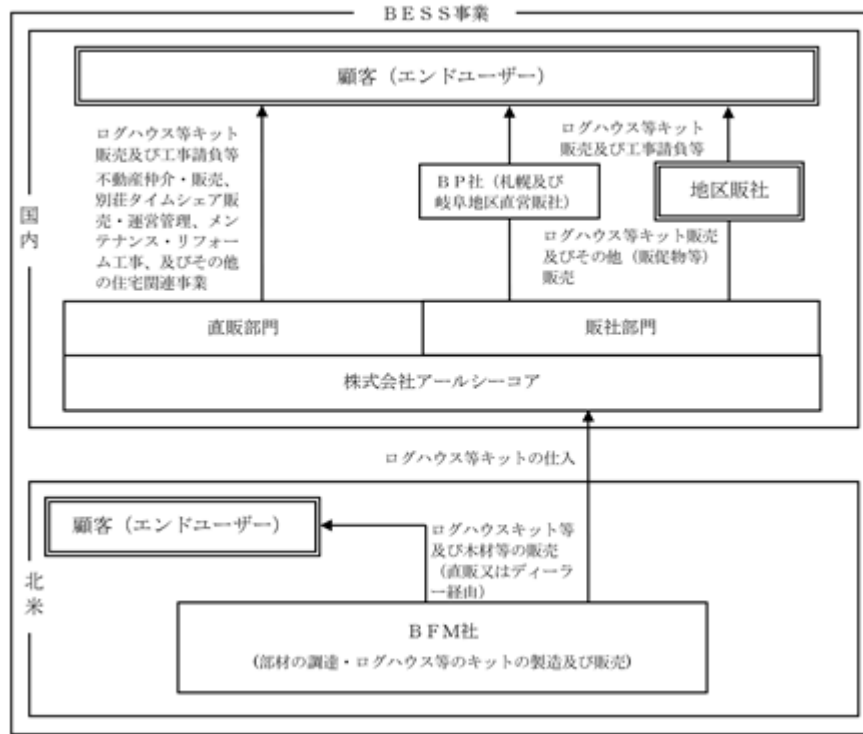 ＢＥＳＳ事業
顧客（エンドユーザー）
ログハウス等キット
販売及び工事請負等
不動産仲介・販売、
別荘タイムシェア販
売・運営管理、メン
テナンス・リフォー
ム工事、及びその他
の住宅関連事業
ログハウス等キット
販売及び工事請負等
ＢＰ社（札幌及び
岐阜地区直営販社）
地区販社
ログハウス等キット販売
及びその他（販促物等）
販売
国内
直販部門
販社部門
株式会社アールシーコア
ログハウス等キットの仕入
顧客（エンドユーザー）
ログハウスキット等
及び木材等の販売
（直販又はディーラ
ー経由）
北米
ＢＦＭ社
(部材の調達・ログハウス等のキットの製造及び販売)